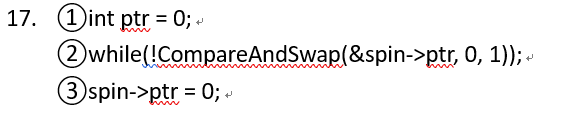 17. ①int ptr = 0;↵
②while(!CompareAndSwap(&spin->ptr, 0, 1));↵
③spin->ptr = 0;↵